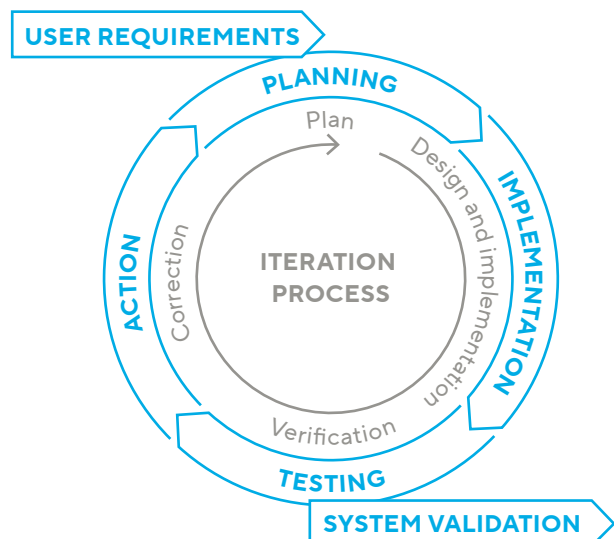 USER REQUIREMENTS
PLANNING
Plan
Design and implementation
IMPLEMENTATION
ITERATION
PROCESS
ACTION
Correction
Verification
TESTING
SYSTEM VALIDATION